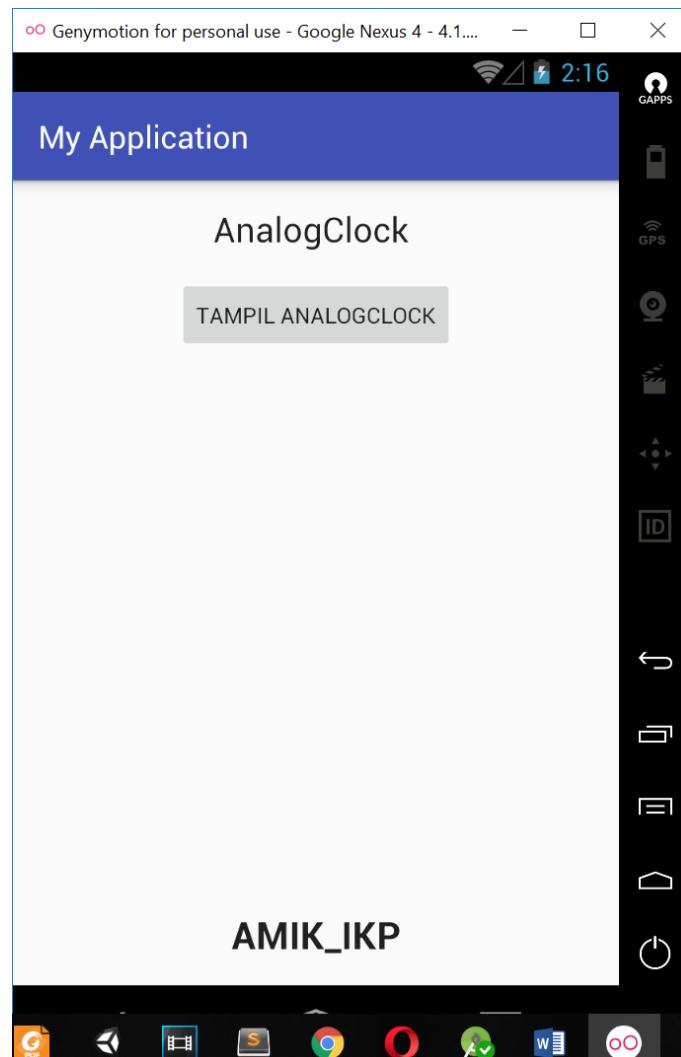 Genymotion for personal use - Google Nexus 4 - 4.1....
2:16
GAPPS
My Application
GPS
AnalogClock
TAMPIL ANALOGCLOCK
ID
AMIK_IKP
PDF
S
W